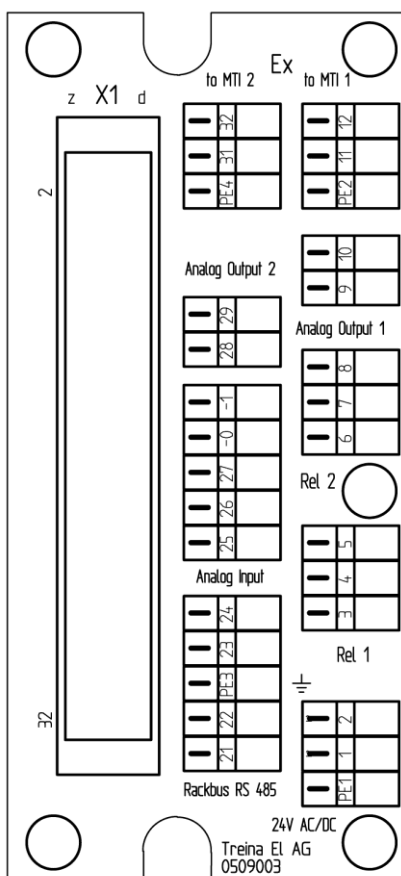 Ex
to MTI 2
to MTI 1
z X1 d
2
32
31
PE4
12
11
PE2
Analog Output 2
10
9
29
28
Analog Output 1
8
7
6
-1
-0
27
26
25
Rel 2
Analog Input
5
4
3
24
23
PE3
22
21
Rel 1
32
2
1
PE1
Rackbus RS 485
24V AC/DC
Treina El AG
0509003